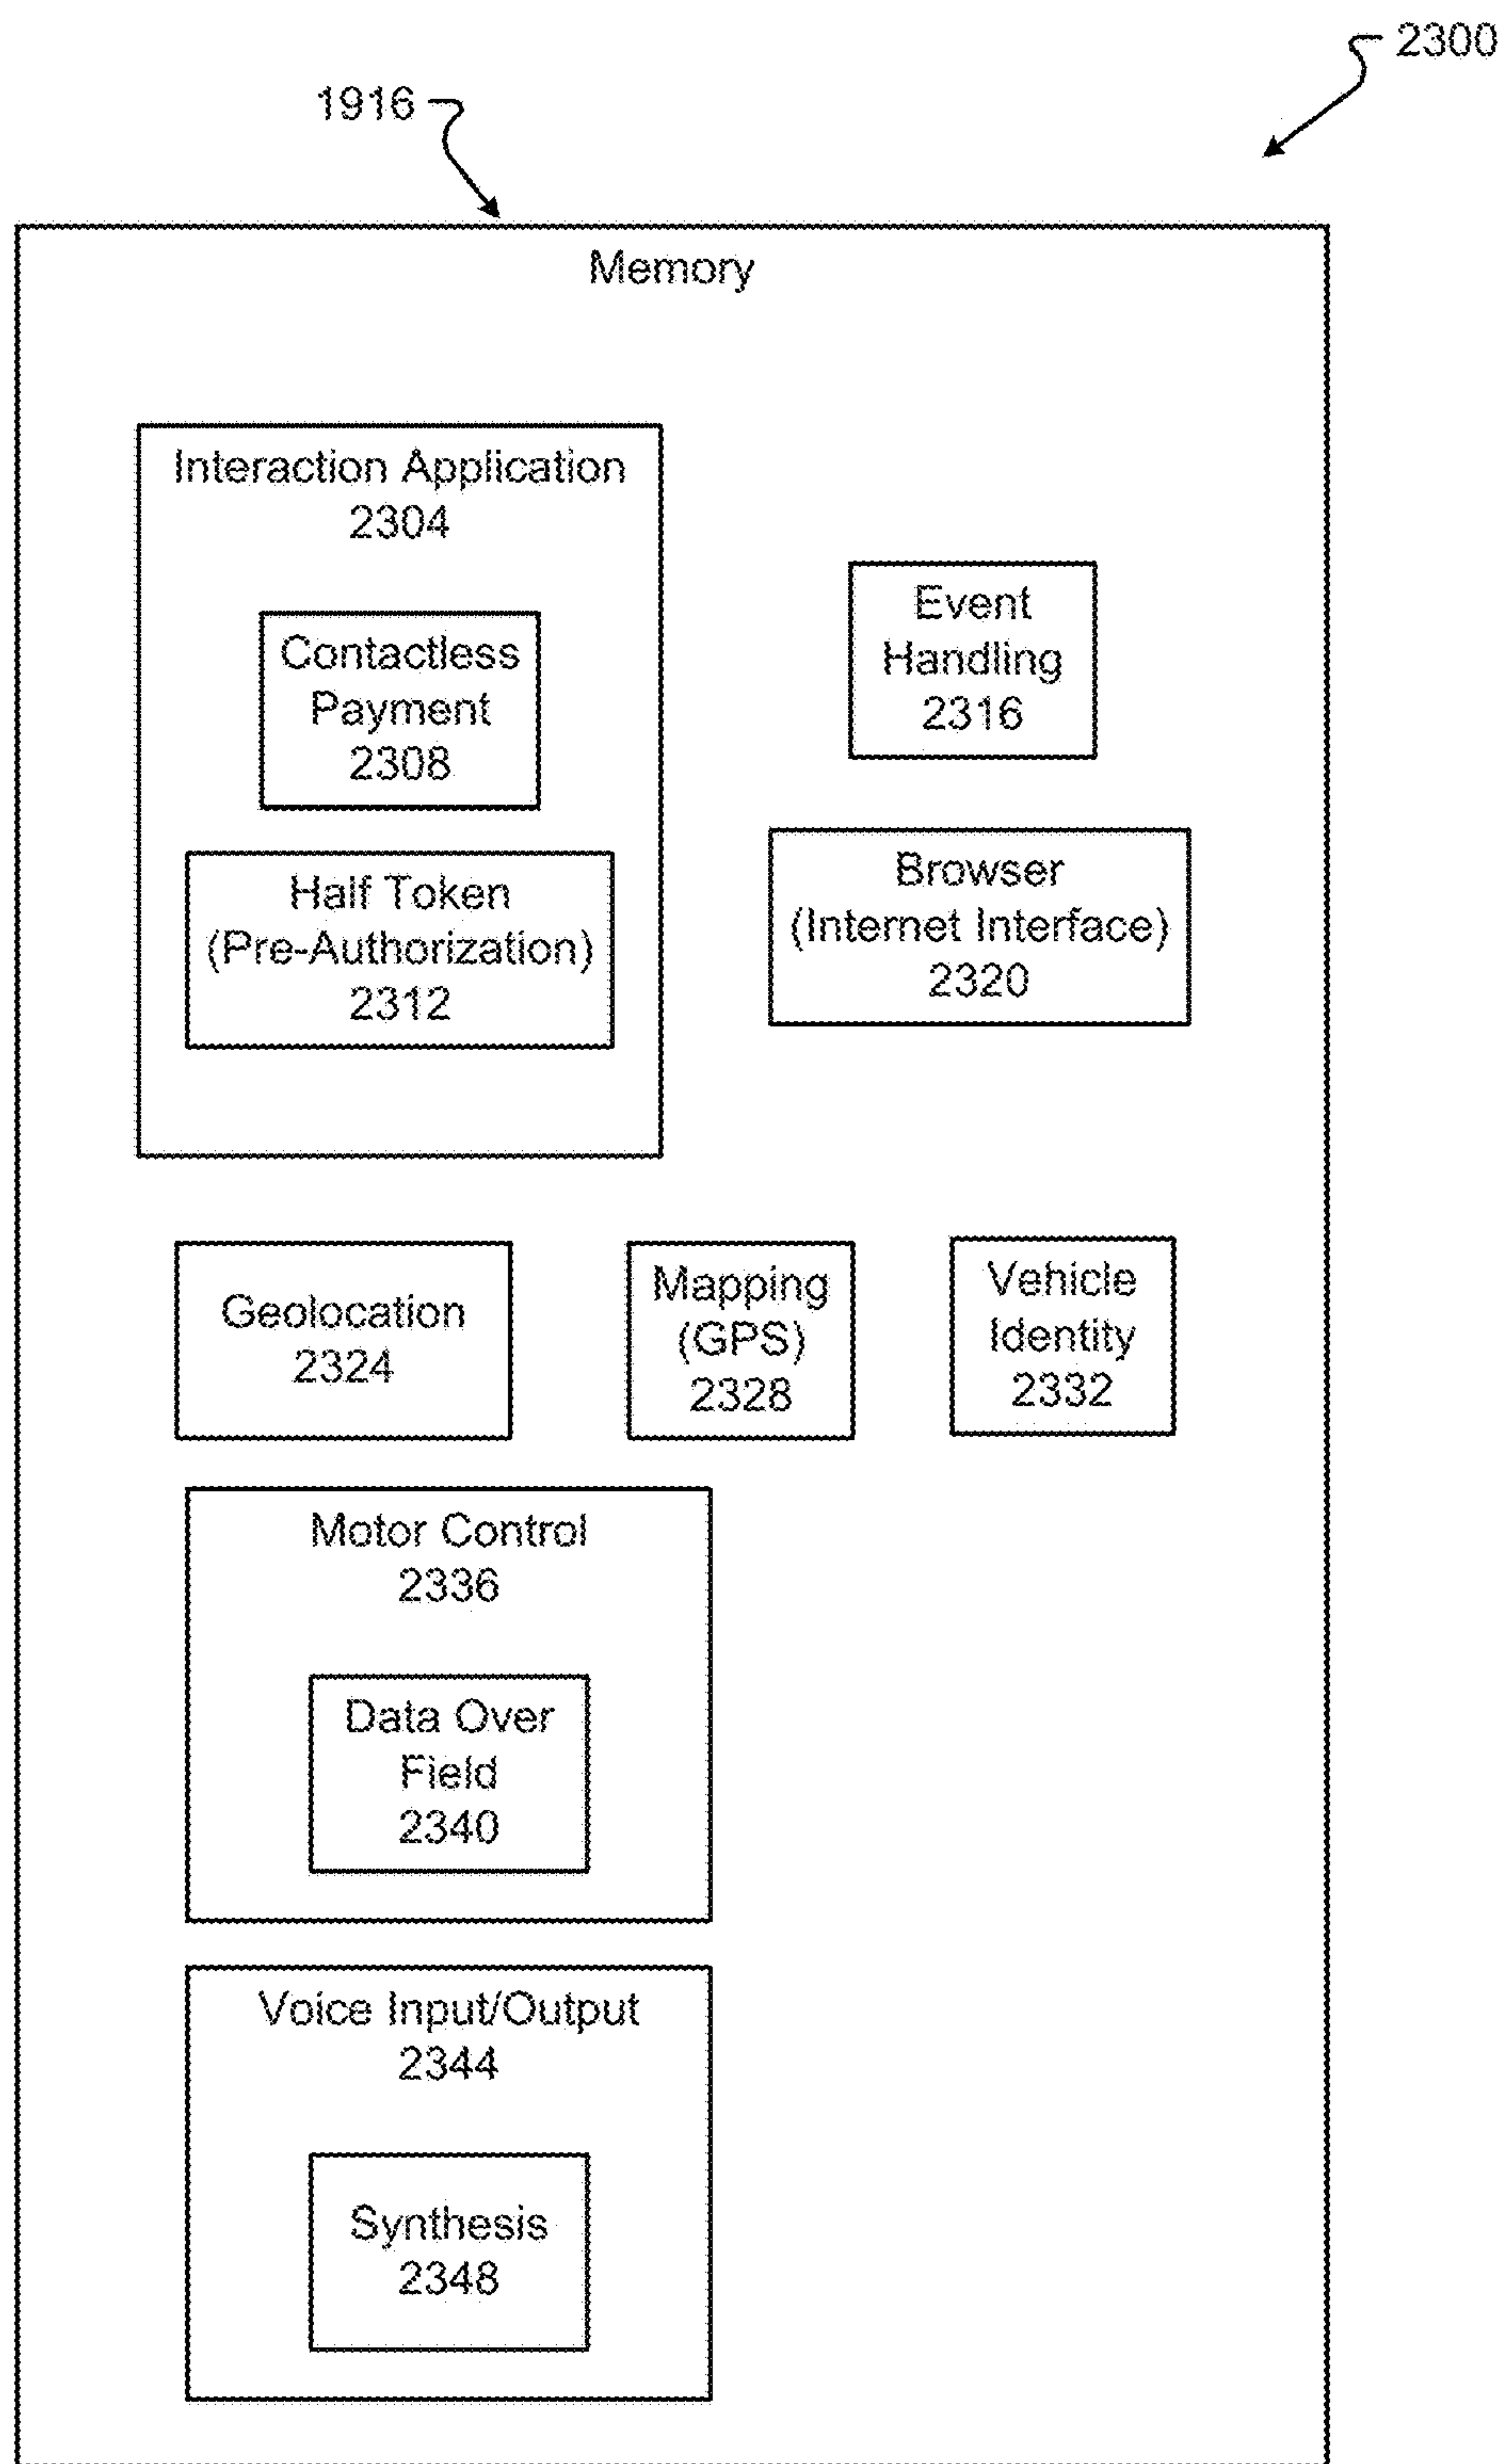 2300
1916
Memory
Interaction Application
2304
Contactless
Payment
2308
Half Token
(Pre-Authorization)
2312
Event
Handling
2316
Browser
(Internet Interface)
2320
Geolocation
2324
Mapping
(GPS)
2328
Vehicle
Identity
2332
Motor Control
2336
Data Over
Field
2340
Voice Input/Output
2344
Synthesis
2348